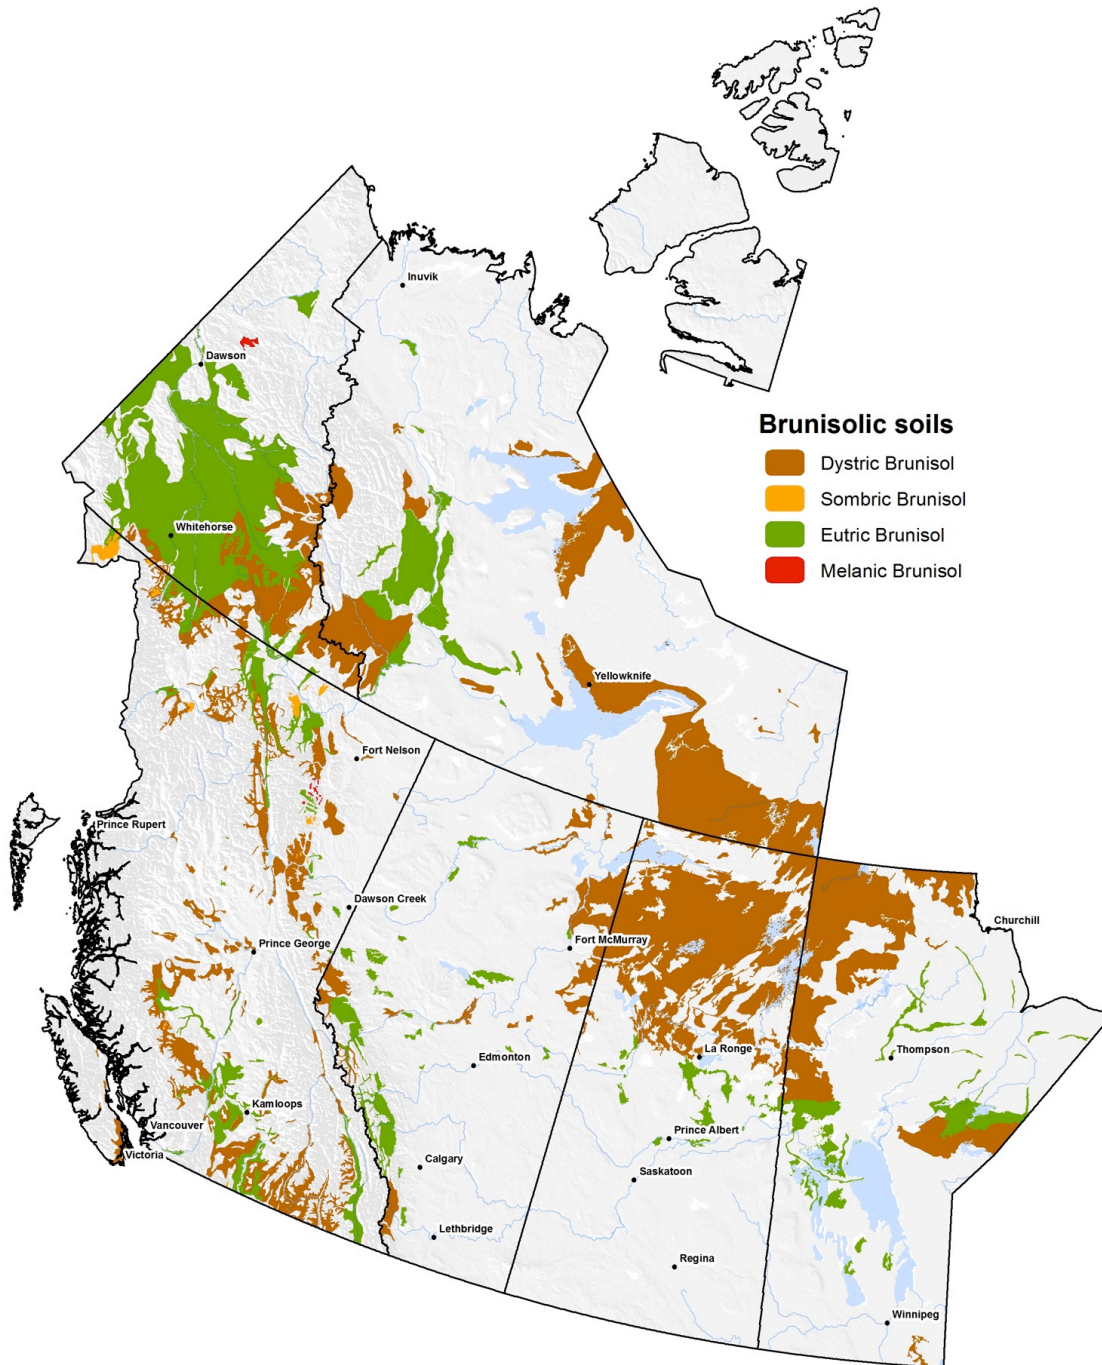 Inuvik
Dawson
Brunisolic soils
Dystric Brunisol
Sombric Brunisol
Eutric Brunisol
Melanic Brunisol
Whitehorse
Yellowknife
Fort Nelson
Prince Rupert
Dawson Creek
Churchill
Prince George
Fort McMurray
Thompson
La Ronge
Edmonton
Kamloops
Vancouver
Prince Albert
Victoria
Calgary
Saskatoon
Lethbridge
Regina
Winnipeg